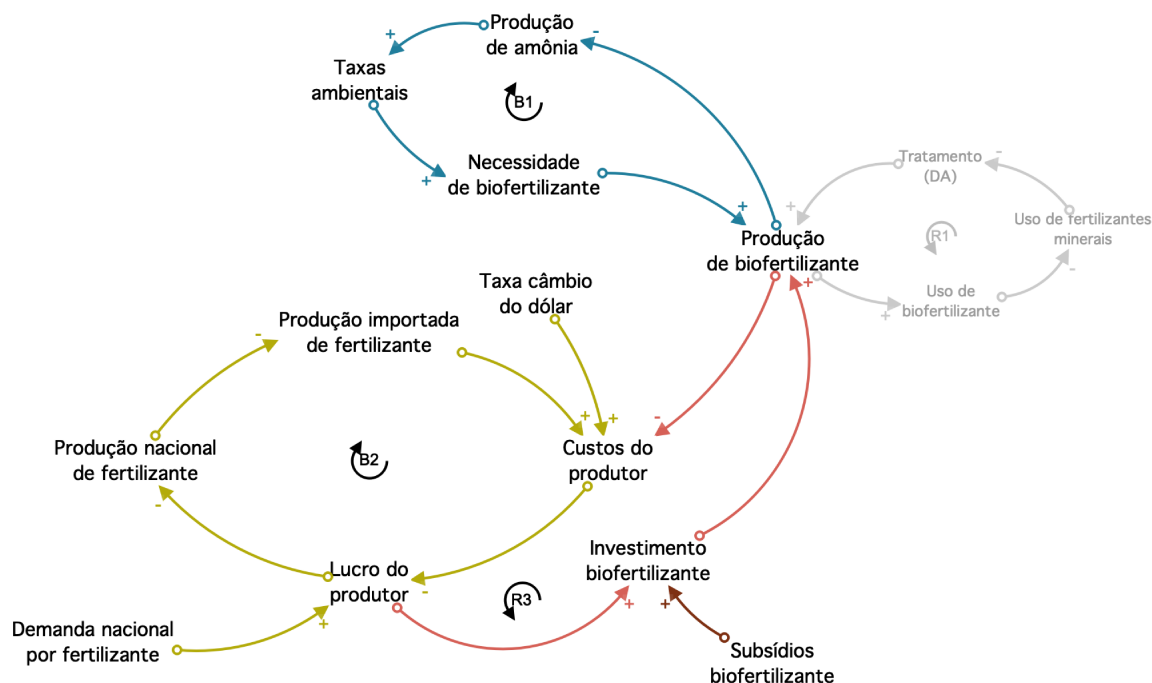 Produção
de amônia
+
-
Taxas
ambientais
B1
Necessidade
de biofertilizante
+
+
Tratamento
(DA)
-
+
Uso de fertilizantes
minerais
R1
-
Produção
de biofertilizante
+
Uso de
biofertilizante
+
Taxa câmbio
do dólar
Produção importada
de fertilizante
-
+
+
-
Custos do
produtor
Produção nacional
de fertilizante
B2
-
Investimento
biofertilizante
Lucro do
produtor
-
R3
+
+
+
Demanda nacional
por fertilizante
Subsídios
biofertilizante